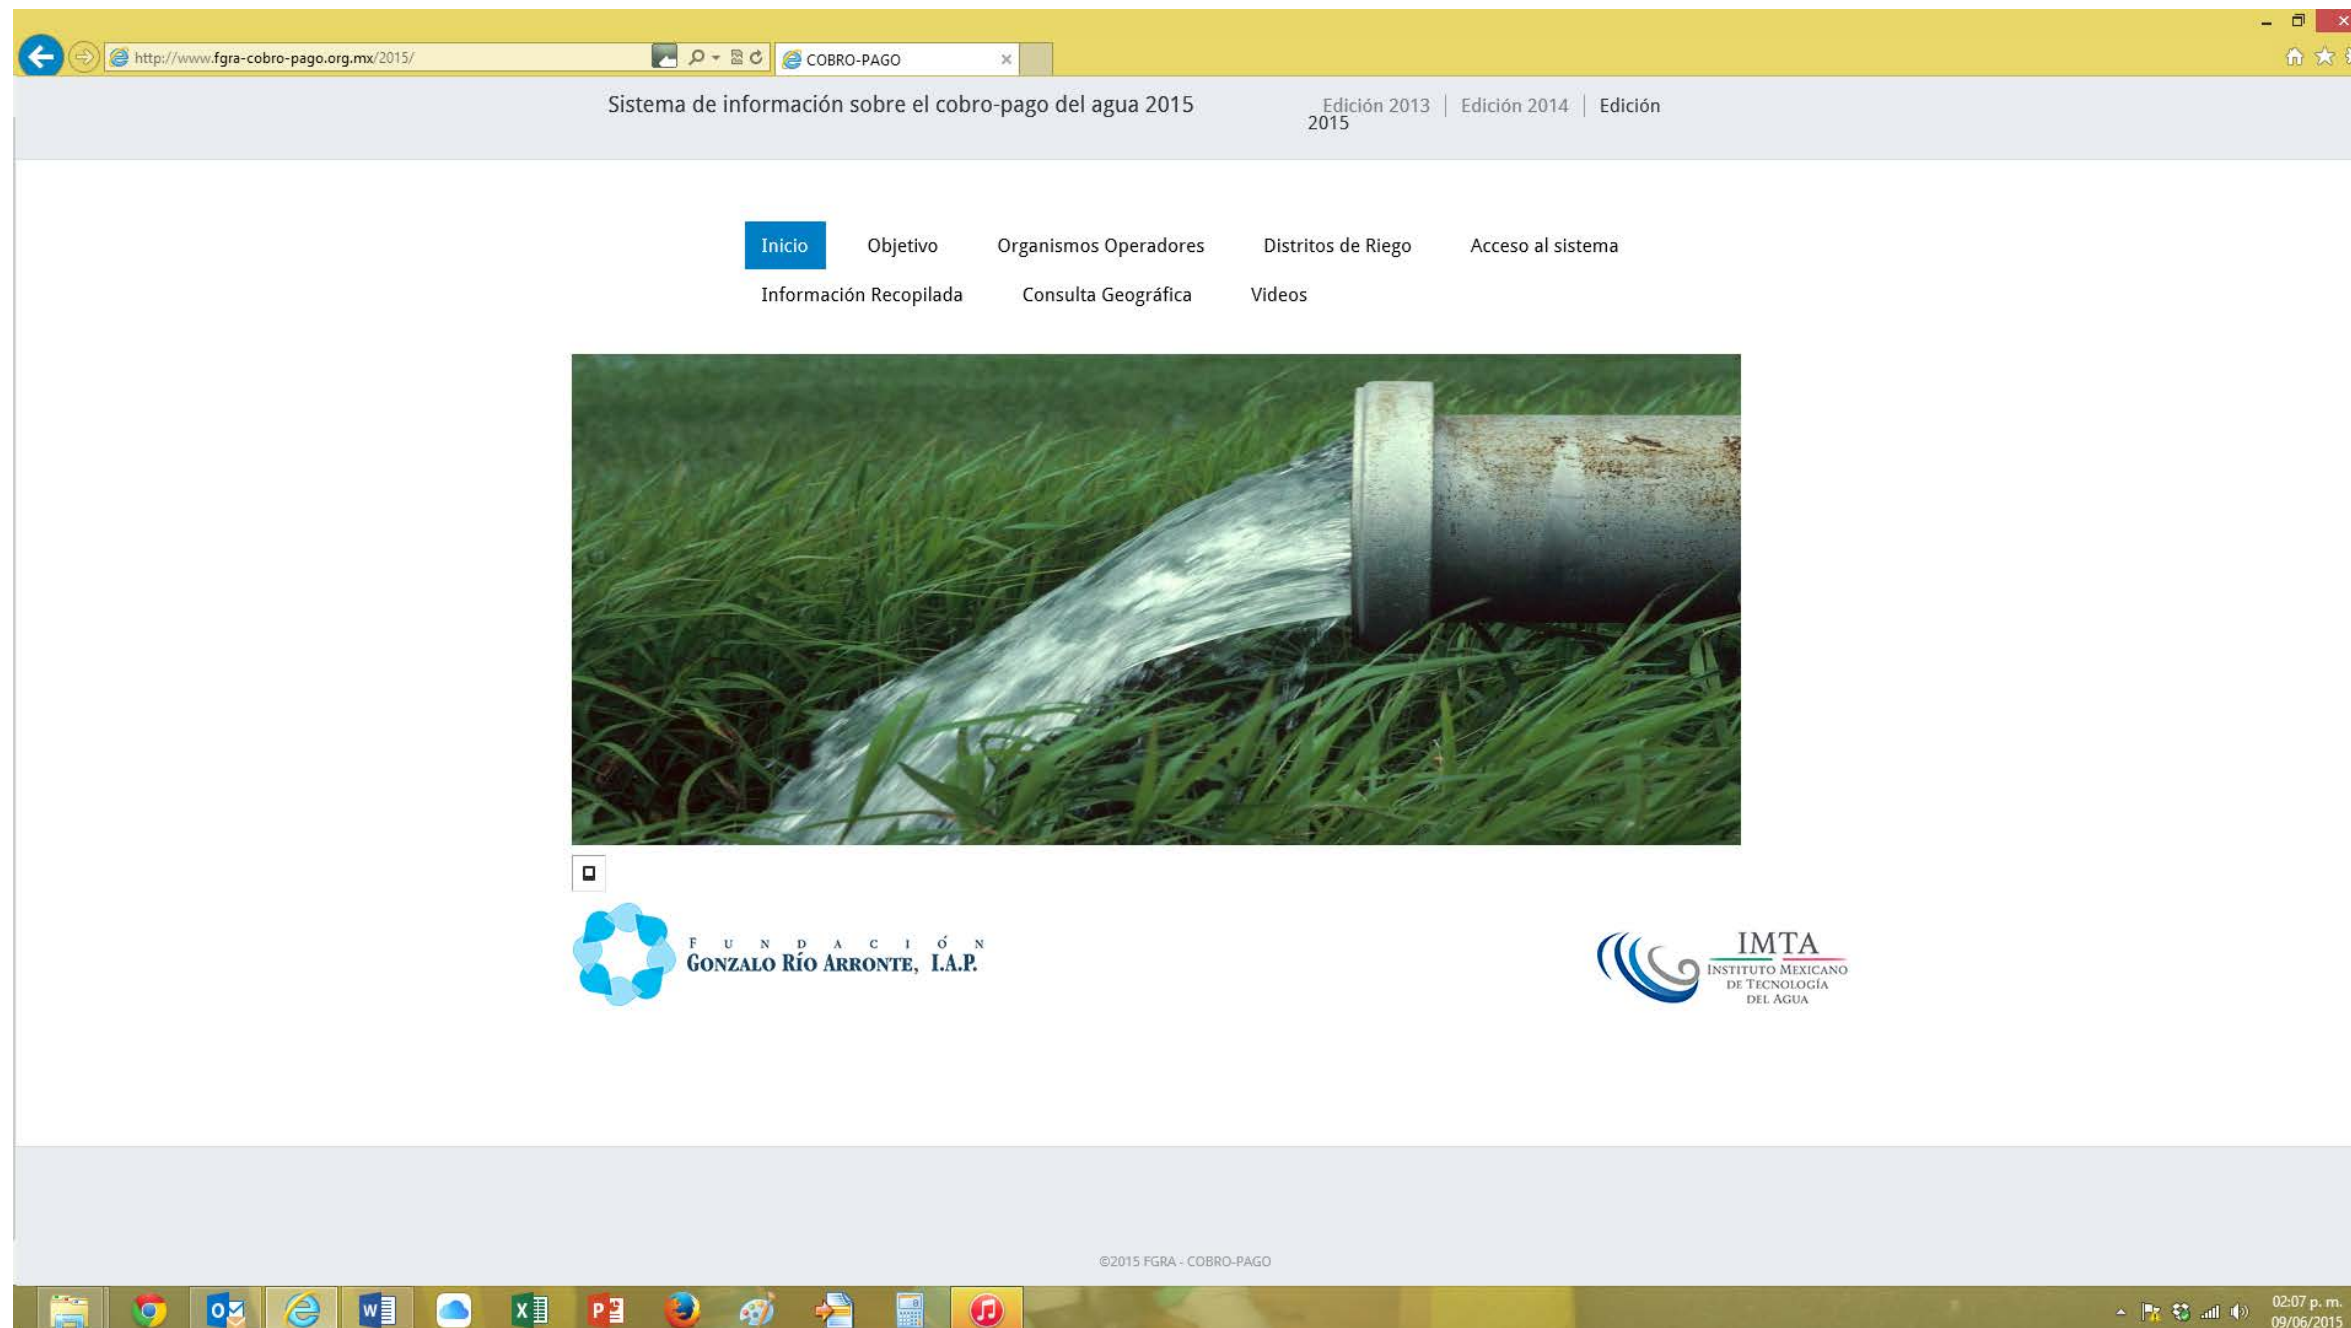 http://www.fgra-cobro-pago.org.mx/2015/
COBRO-PAGO
Sistema de información sobre el cobro-pago del agua 2015
Edición 2013 | Edición 2014 | Edición
2015
Inicio Objetivo Organismos Operadores Distritos de Riego Acceso al sistema
Información Recopilada Consulta Geográfica Videos
FUNDACIÓN
GONZALO RÍO ARRONTE, I.A.P.
IMTA
INSTITUTO MEXICANO
DE TECNOLOGÍA
DEL AGUA
©2015 FGRA - COBRO-PAGO
02:07 p. m.
09/06/2015